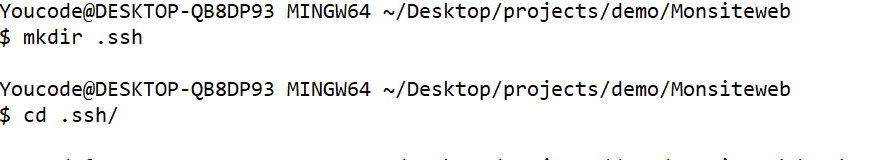 Youcode@DESKTOP-QB8DP93 MINGW64 ~/Desktop/projects/demo/Monsiteweb
$ mkdir .ssh
Youcode@DESKTOP-QB8DP93 MINGW64 ~/Desktop/projects/demo/Monsiteweb
$ cd .ssh/